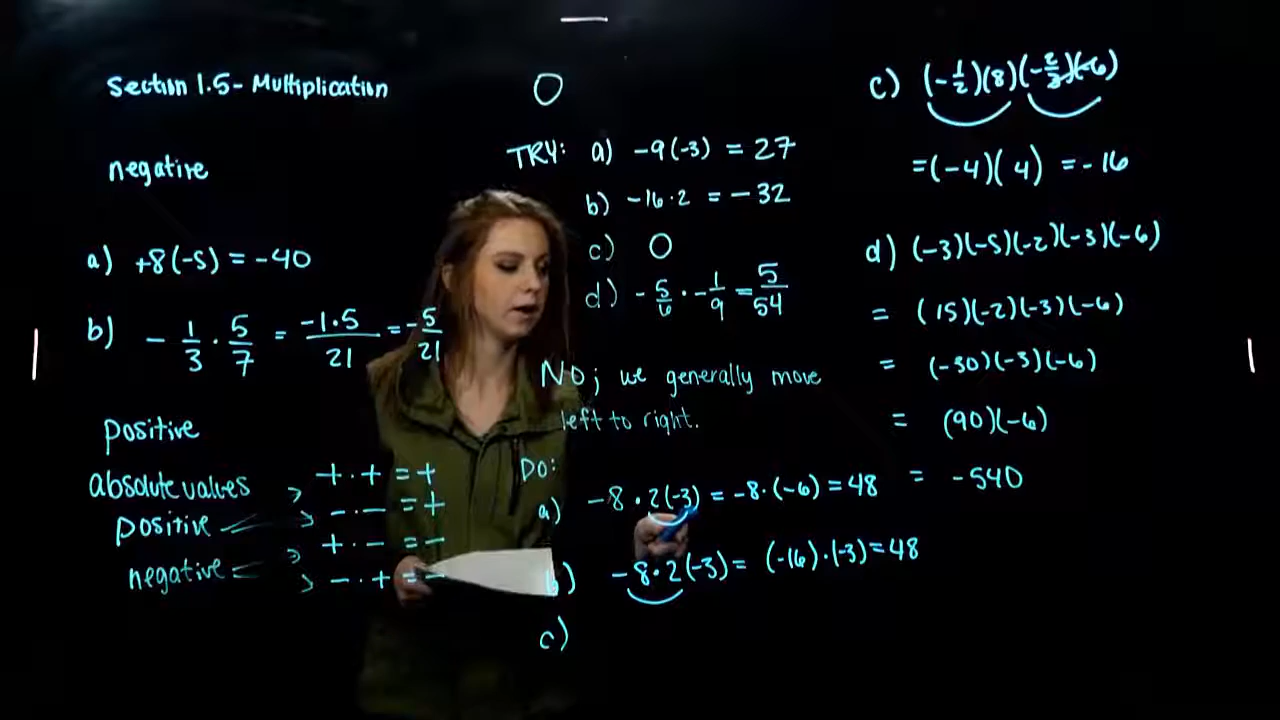 Section 1.5 - Multiplication
negative
a) +8(-5) = -40
b) - 1/3 · 5/7 = -1·5/21 = -5/21
positive
absolute values
positive
negative
+ · + = +
- · - = +
+ · - = -
- · + = -
0
TRY: a) -9(-3) = 27
b) -16·2 = -32
c) 0
d) - 5/6 · - 1/9 = 5/54
NO; we generally move
left to right.
DO:
a) -8 · 2(-3) = -8·(-6) = 48
b) -8·2(-3) = (-16)·(-3) = 48
c)
c) (-1/2)(8)(-2/3)(-6)
= (-4)(4) = -16
d) (-3)(-5)(-2)(-3)(-6)
= (15)(-2)(-3)(-6)
= (-30)(-3)(-6)
= (90)(-6)
= -540